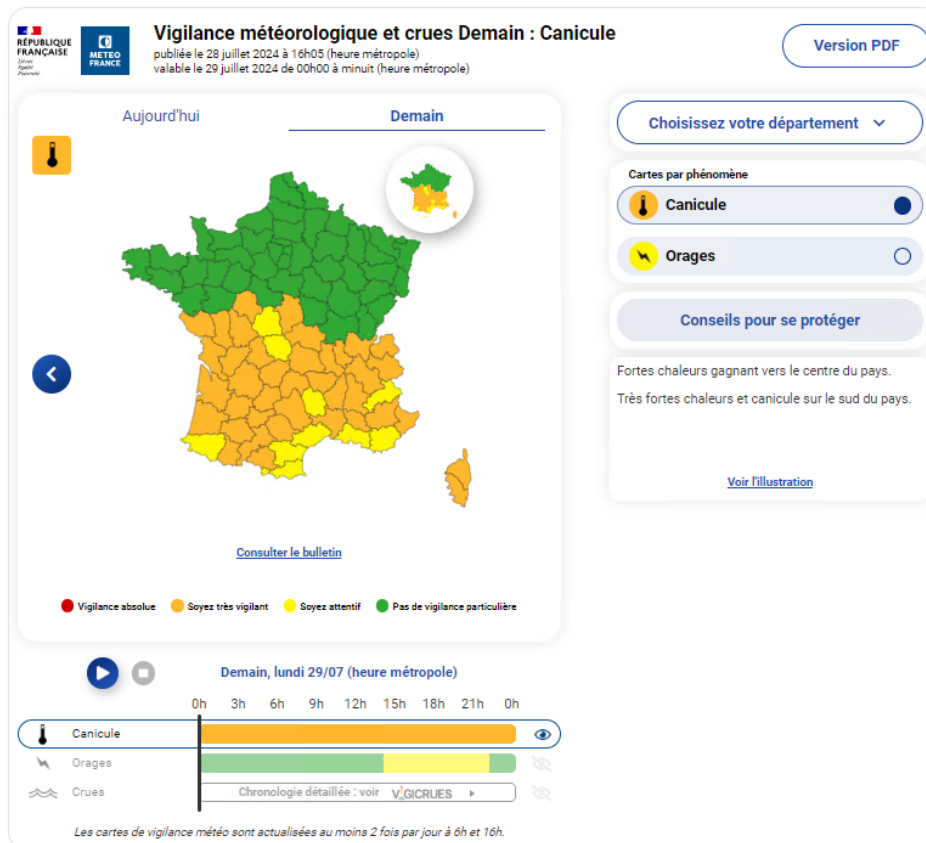 RÉPUBLIQUE
FRANÇAISE
Liberté
Égalité
Fraternité
METEO
FRANCE
Vigilance météorologique et crues Demain : Canicule
publiée le 28 juillet 2024 à 16h05 (heure métropole)
valable le 29 juillet 2024 de 00h00 à minuit (heure métropole)
Version PDF
Aujourd'hui
Demain
Choisissez votre département
Cartes par phénomène
Canicule
Orages
Conseils pour se protéger
Fortes chaleurs gagnant vers le centre du pays.
Très fortes chaleurs et canicule sur le sud du pays.
Voir l'illustration
Consulter le bulletin
Vigilance absolue Soyez très vigilant Soyez attentif Pas de vigilance particulière
Demain, lundi 29/07 (heure métropole)
0h 3h 6h 9h 12h 15h 18h 21h 0h
Canicule
Orages
Crues Chronologie détaillée : voir VIGICRUES
Les cartes de vigilance météo sont actualisées au moins 2 fois par jour à 6h et 16h.